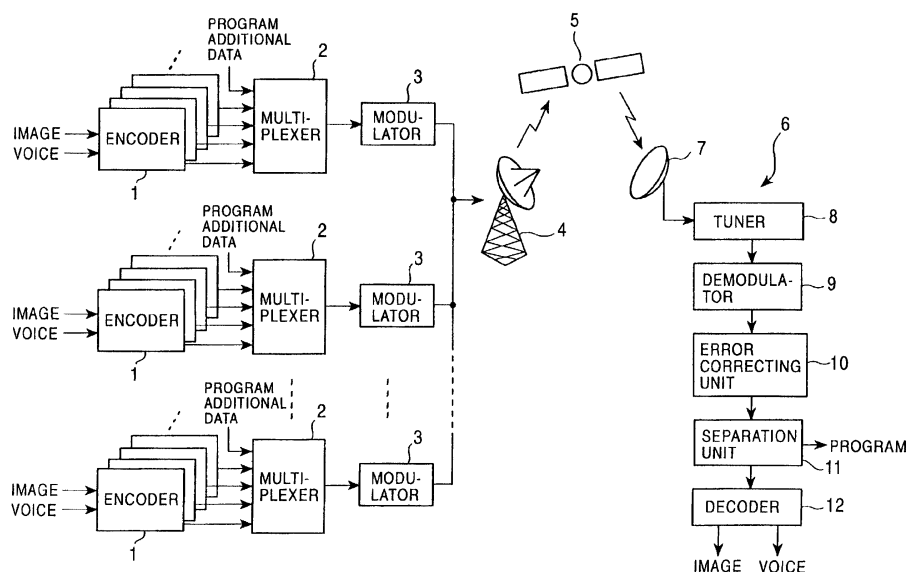 PROGRAM
ADDITIONAL
DATA
2
MULTI-
PLEXER
3
MODU-
LATOR
IMAGE
VOICE
ENCODER
1
5
4
7
6
PROGRAM
ADDITIONAL
DATA
2
MULTI-
PLEXER
3
MODU-
LATOR
IMAGE
VOICE
ENCODER
1
PROGRAM
ADDITIONAL
DATA
2
MULTI-
PLEXER
3
MODU-
LATOR
IMAGE
VOICE
ENCODER
1
TUNER
8
DEMODULA-
TOR
9
ERROR
CORRECTING
UNIT
10
SEPARATION
UNIT
PROGRAM
11
DECODER
12
IMAGE VOICE